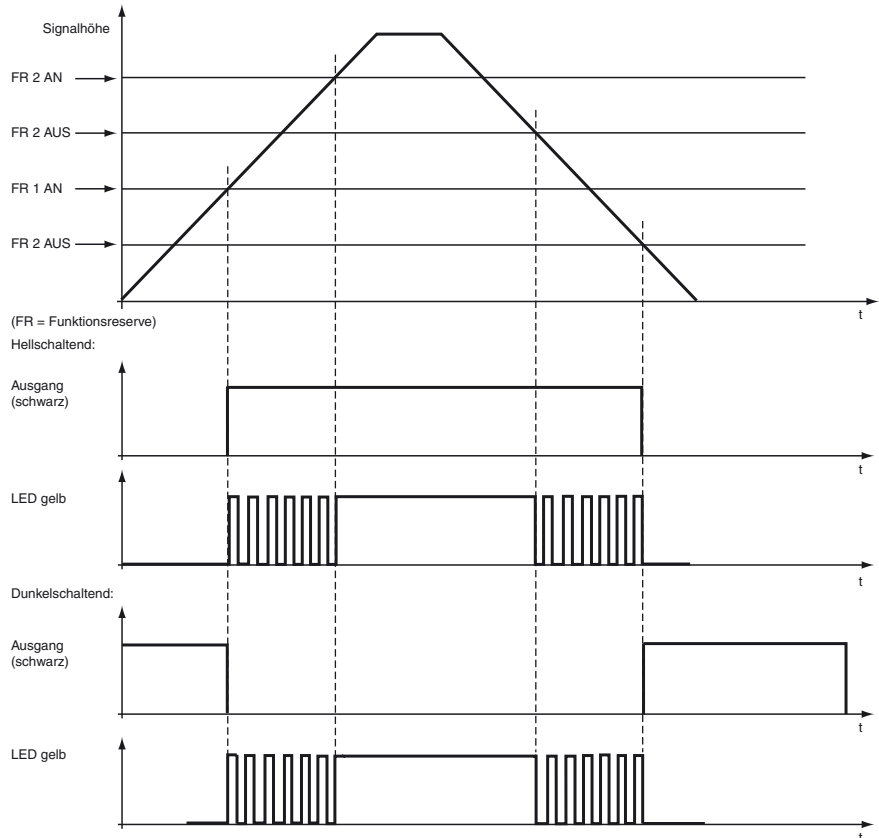 Signalhöhe
FR 2 AN
FR 2 AUS
FR 1 AN
FR 2 AUS
t
(FR = Funktionsreserve)
Hellschaltend:
Ausgang
(schwarz)
t
LED gelb
t
Dunkelschaltend:
Ausgang
(schwarz)
t
LED gelb
t